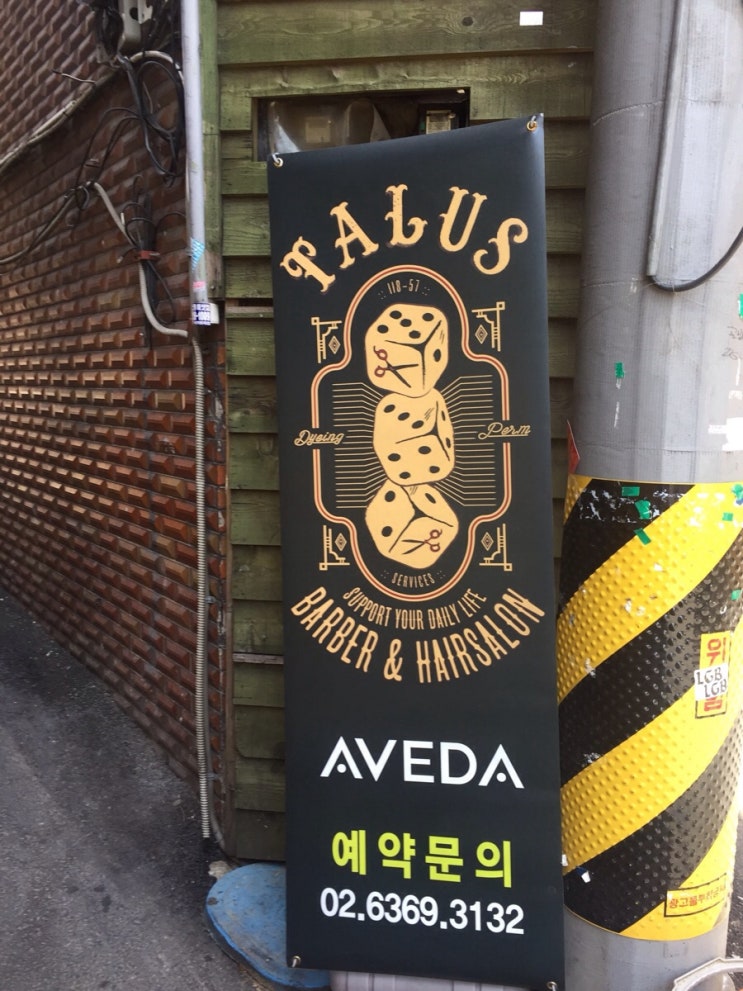 TALUS
:: 118-57 ::
Dyeing
Perm
:: SERVICES ::
SUPPORT YOUR DAILY LIFE
BARBER & HAIRSALON
AVEDA
예약문의
02.6369.3132
LGB
LGB